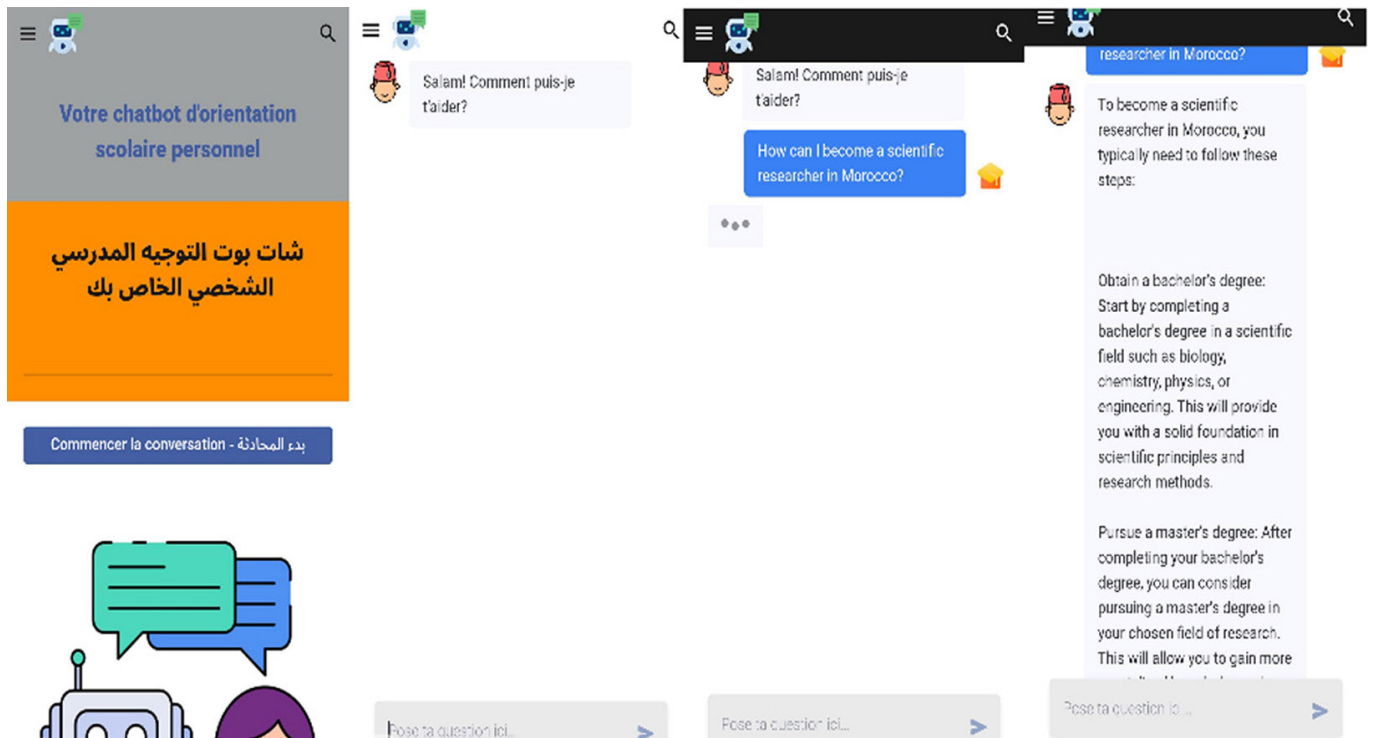 Votre chatbot d'orientation
scolaire personnel
شات بوت التوجيه المدرسي
الشخصي الخاص بك
Commencer la conversation - بدء المحادثة
Salam! Comment puis-je
t'aider?
Pose ta question ici...
Salam! Comment puis-je
t'aider?
How can I become a scientific
researcher in Morocco?
Pose ta question ici...
researcher in Morocco?
To become a scientific
researcher in Morocco, you
typically need to follow these
steps:
Obtain a bachelor's degree:
Start by completing a
bachelor's degree in a scientific
field such as biology,
chemistry, physics, or
engineering. This will provide
you with a solid foundation in
scientific principles and
research methods.
Pursue a master's degree: After
completing your bachelor's
degree, you can consider
pursuing a master's degree in
your chosen field of research.
This will allow you to gain more
Pose ta question ici...